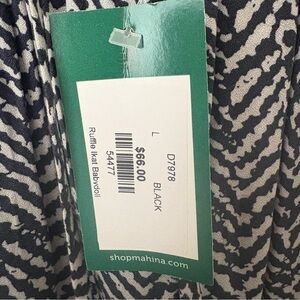 D7978
L BLACK
$66.00
54477
Ruffle Ikat Babydoll
shopmahina.com